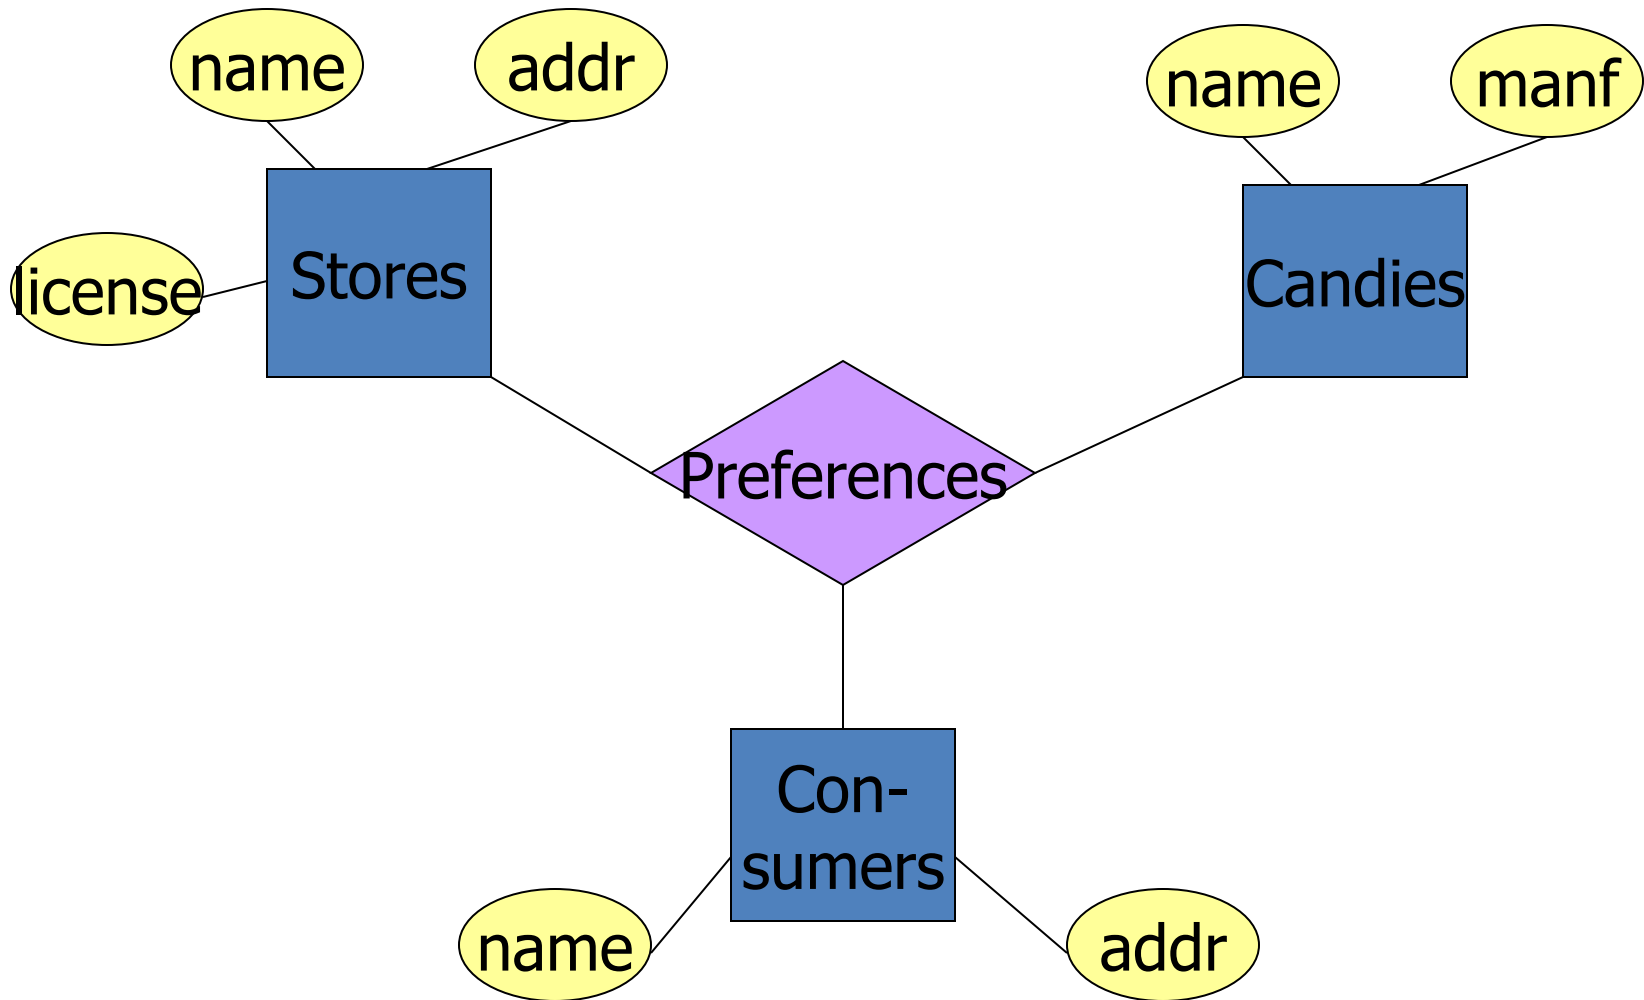 name
addr
name
manf
license
Stores
Candies
Preferences
Con-
sumers
name
addr